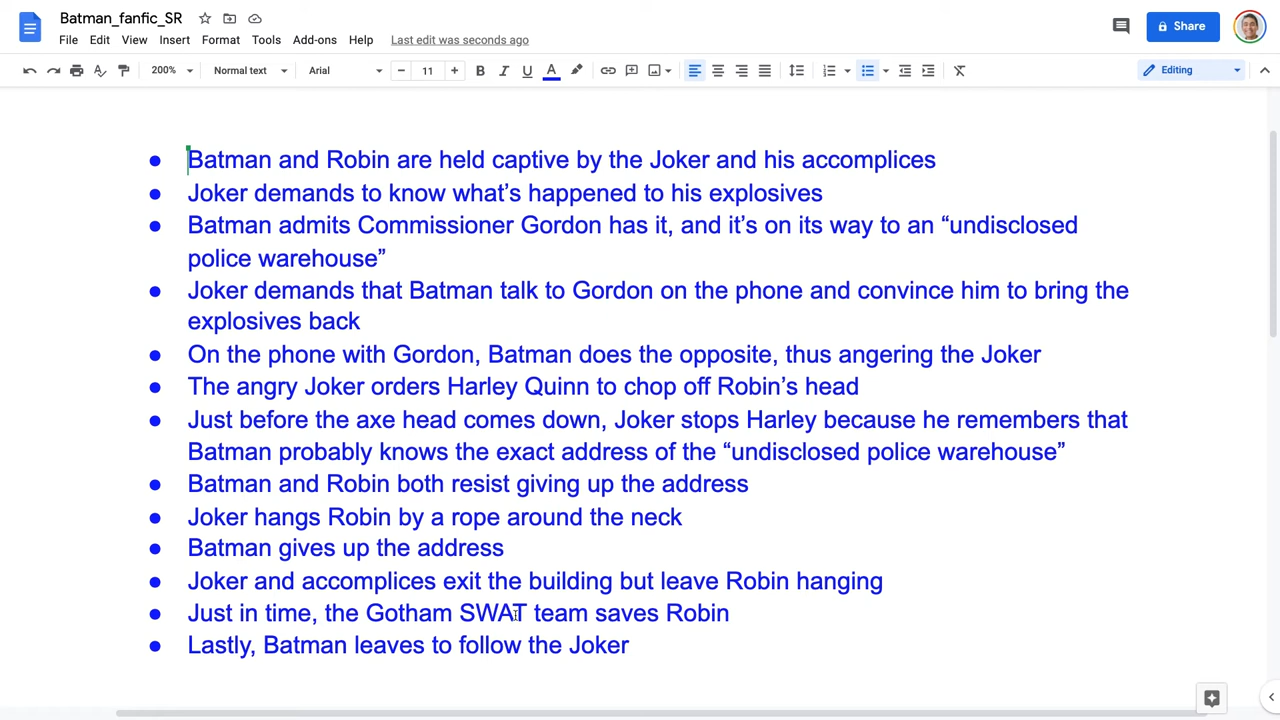 Batman_fanfic_SR
File Edit View Insert Format Tools Add-ons Help Last edit was seconds ago
Share
200% Normal text Arial 11 B I U A Editing
● Batman and Robin are held captive by the Joker and his accomplices
● Joker demands to know what’s happened to his explosives
● Batman admits Commissioner Gordon has it, and it’s on its way to an “undisclosed
police warehouse”
● Joker demands that Batman talk to Gordon on the phone and convince him to bring the
explosives back
● On the phone with Gordon, Batman does the opposite, thus angering the Joker
● The angry Joker orders Harley Quinn to chop off Robin’s head
● Just before the axe head comes down, Joker stops Harley because he remembers that
Batman probably knows the exact address of the “undisclosed police warehouse”
● Batman and Robin both resist giving up the address
● Joker hangs Robin by a rope around the neck
● Batman gives up the address
● Joker and accomplices exit the building but leave Robin hanging
● Just in time, the Gotham SWAT team saves Robin
● Lastly, Batman leaves to follow the Joker